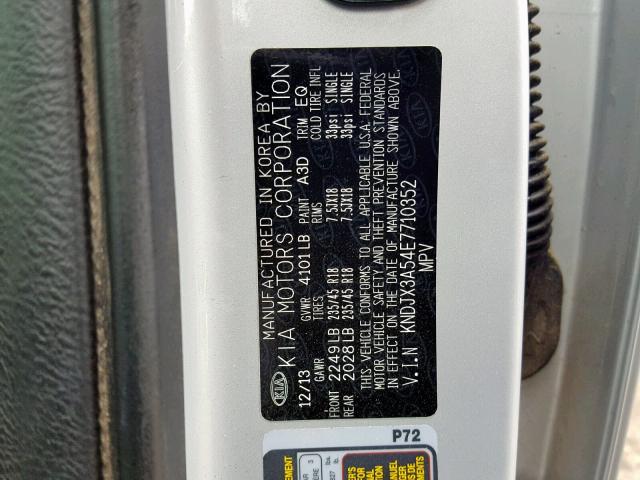 MANUFACTURED IN KOREA BY
KIA KIA MOTORS CORPORATION
12/13 GVWR 4101LB PAINT A3D TRIM EQ
GAWR TIRES RIMS COLD TIRE INFL
FRONT 2249LB 235/45 R18 7.5JX18 33psi SINGLE
REAR 2028LB 235/45 R18 7.5JX18 33psi SINGLE
THIS VEHICLE CONFORMS TO ALL APPLICABLE U.S.A. FEDERAL
MOTOR VEHICLE SAFETY AND THEFT PREVENTION STANDARDS
IN EFFECT ON THE DATE OF MANUFACTURE SHOWN ABOVE.
V.I.N KNDJX3A54E7710352
MPV
P72